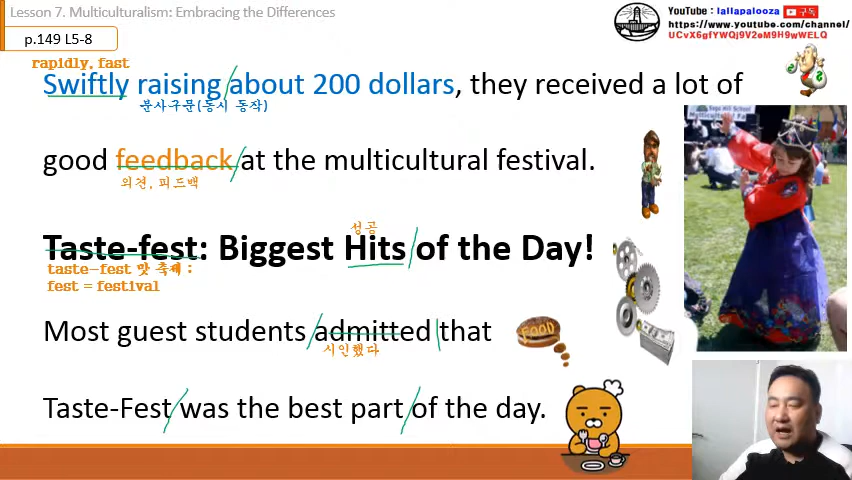 Lesson 7. Multiculturalism: Embracing the Differences
YouTube : lallapalooza 구독
https://www.youtube.com/channel/
UCvX6gfYWQj9V2eM9H9wWELQ
p.149 L5-8
rapidly, fast
Swiftly raising about 200 dollars, they received a lot of
분사구문(동시 동작)
good feedback at the multicultural festival.
의견, 피드백
성공
Taste-fest: Biggest Hits of the Day!
taste-fest 맛 축제 :
fest = festival
Most guest students admitted that
시인했다
FOOD
Taste-Fest was the best part of the day.